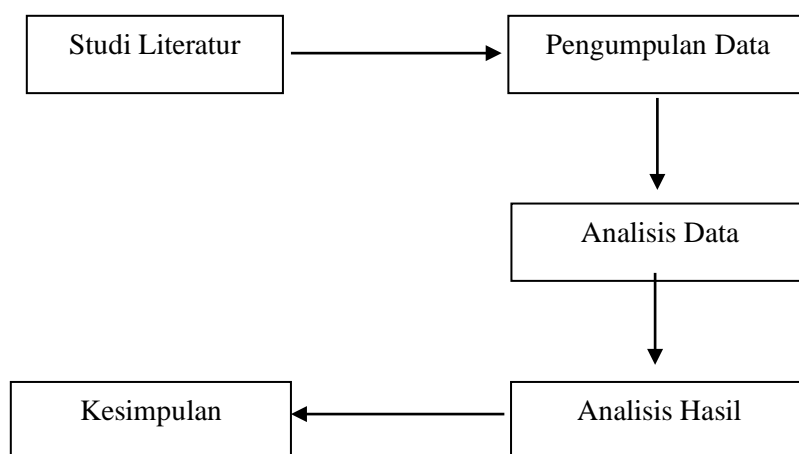 Studi Literatur
Pengumpulan Data
Analisis Data
Analisis Hasil
Kesimpulan